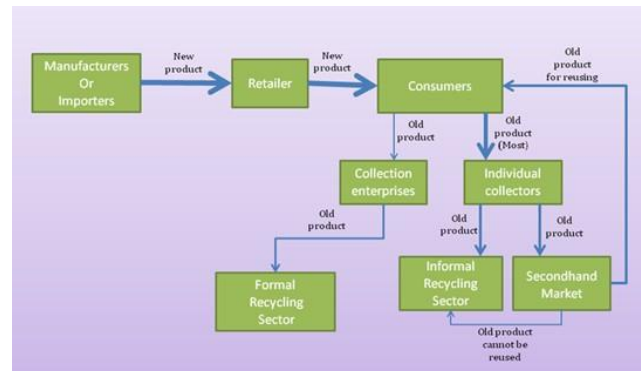 New
product
New
product
Old
product
for reusing
Manufacturers
Or
Importers
Retailer
Consumers
Old
product
Old
product
(Most)
Collection
enterprises
Individual
collectors
Old
product
Old
product
Old
product
Formal
Recycling
Sector
Informal
Recycling
Sector
Secondhand
Market
Old product
cannot be
reused